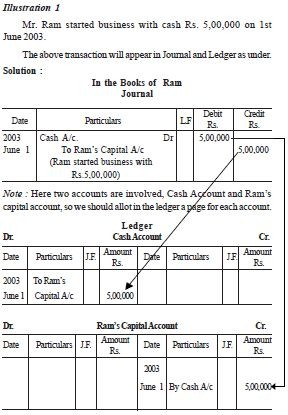 Illustration 1
Mr. Ram started business with cash Rs. 5,00,000 on 1st
June 2003.
The above transaction will appear in Journal and Ledger as under.
Solution :
In the Books of Ram
Journal
Date Particulars L.F Debit Rs. Credit Rs.
2003 Cash A/c. Dr 5,00,000
June 1 To Ram's Capital A/c 5,00,000
(Ram started business with
Rs.5,00,000)
Note : Here two accounts are involved, Cash Account and Ram's
capital account, so we should allot in the ledger a page for each account.
Ledger
Dr. Cash Account Cr.
Date Particulars J.F. Amount Rs. Date Particulars J.F. Amount Rs.
2003 To Ram's
June 1 Capital A/c 5,00,000
Dr. Ram's Capital Account Cr.
Date Particulars J.F. Amount Rs. Date Particulars J.F. Amount Rs.
2003
June 1 By Cash A/c 5,00,000